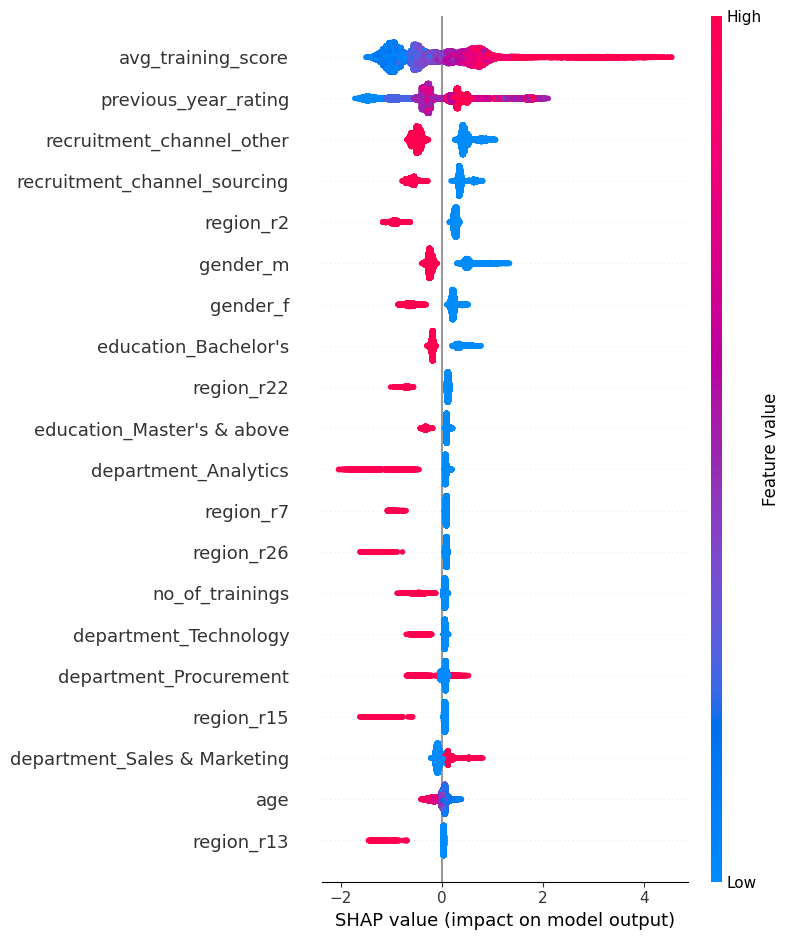 High
avg_training_score
previous_year_rating
recruitment_channel_other
recruitment_channel_sourcing
region_r2
gender_m
gender_f
education_Bachelor's
region_r22
education_Master's & above
department_Analytics
region_r7
region_r26
no_of_trainings
department_Technology
department_Procurement
region_r15
department_Sales & Marketing
age
region_r13
Feature value
Low
−2 0 2 4
SHAP value (impact on model output)